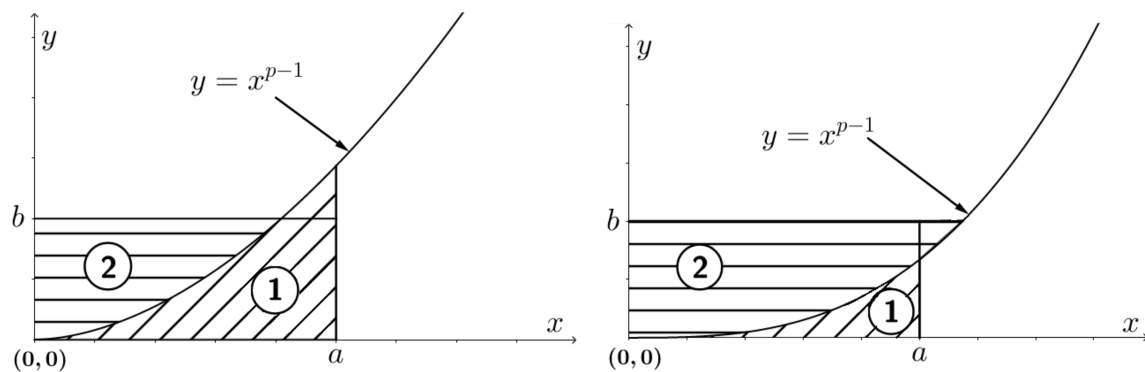 y
y = x^{p−1}
b
2
1
x
(0, 0)
a
y
y = x^{p−1}
b
2
1
x
(0, 0)
a